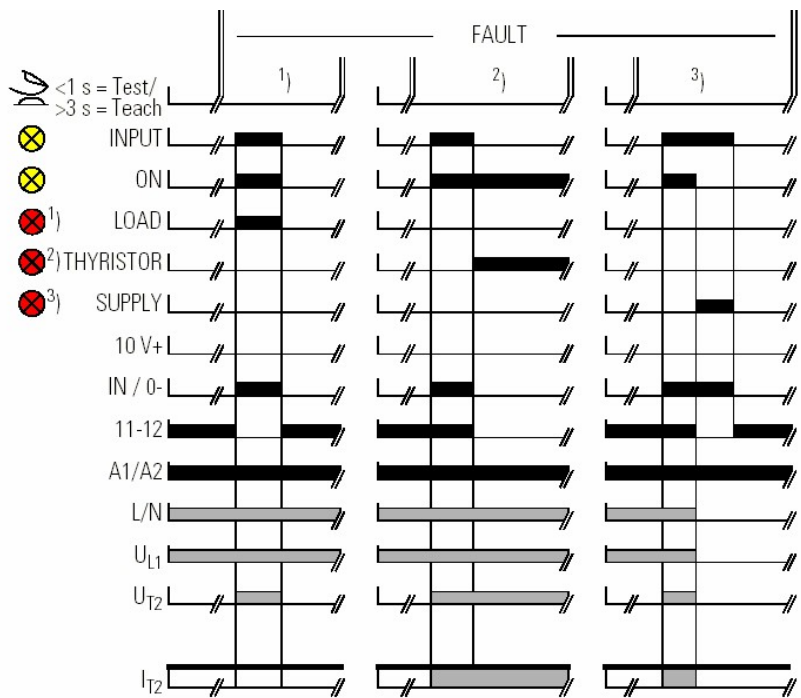 FAULT
1) 2) 3)
<1 s = Test/
>3 s = Teach
INPUT
ON
1) LOAD
2) THYRISTOR
3) SUPPLY
10 V+
IN / 0-
11-12
A1/A2
L/N
UL1
UT2
IT2